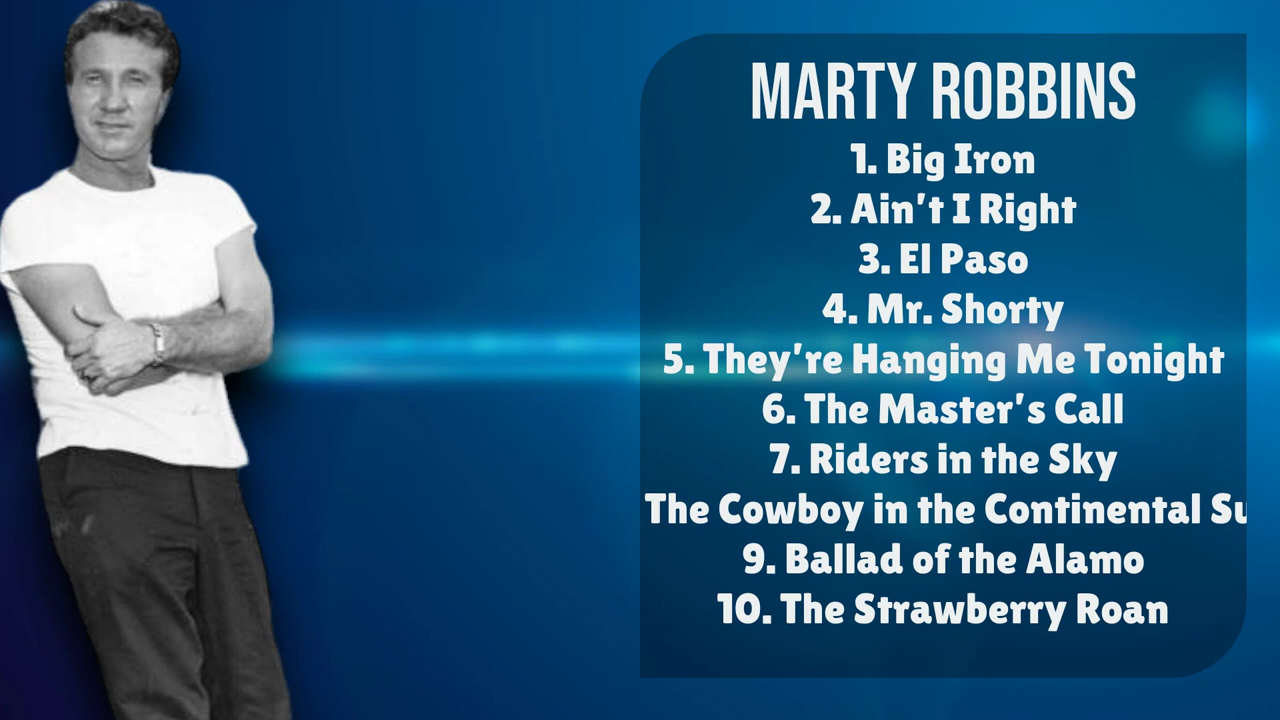 MARTY ROBBINS
1. Big Iron
2. Ain't I Right
3. El Paso
4. Mr. Shorty
5. They're Hanging Me Tonight
6. The Master's Call
7. Riders in the Sky
The Cowboy in the Continental Su
9. Ballad of the Alamo
10. The Strawberry Roan